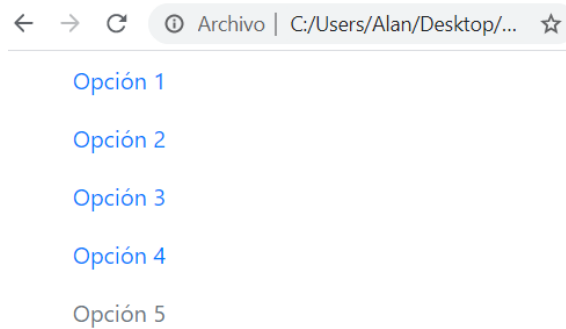 Archivo | C:/Users/Alan/Desktop/...
Opción 1
Opción 2
Opción 3
Opción 4
Opción 5